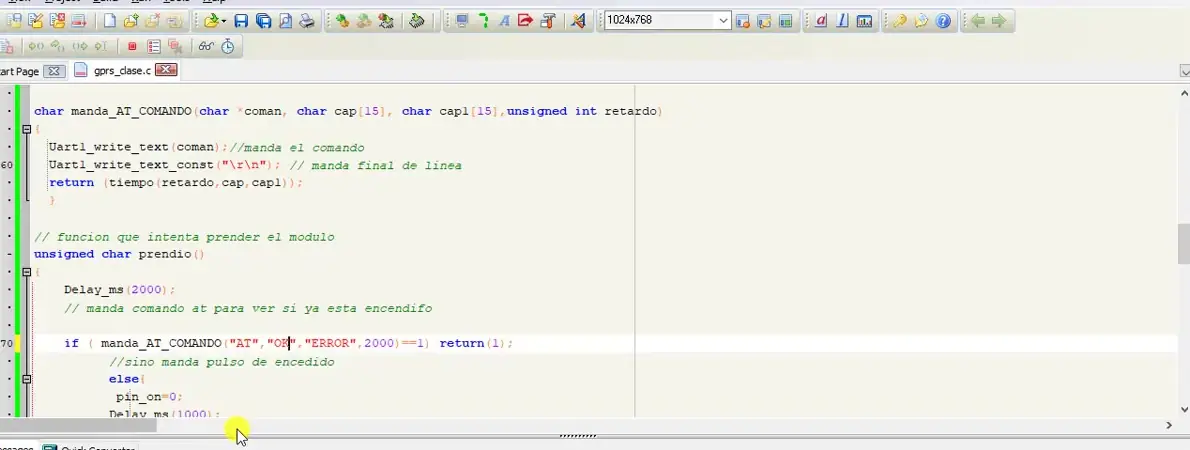 1024x768
art Page gprs_clase.c
char manda_AT_COMANDO(char *coman, char cap[15], char cap1[15],unsigned int retardo)
{
Uart1_write_text(coman);//manda el comando
60 Uart1_write_text_const("\r\n"); // manda final de linea
return (tiempo(retardo,cap,cap1));
}
// funcion que intenta prender el modulo
unsigned char prendio()
{
Delay_ms(2000);
// manda comando at para ver si ya esta encendifo
70 if ( manda_AT_COMANDO("AT","OK","ERROR",2000)==1) return(1);
//sino manda pulso de encedido
else{
pin_on=0;
Delay_ms(1000);